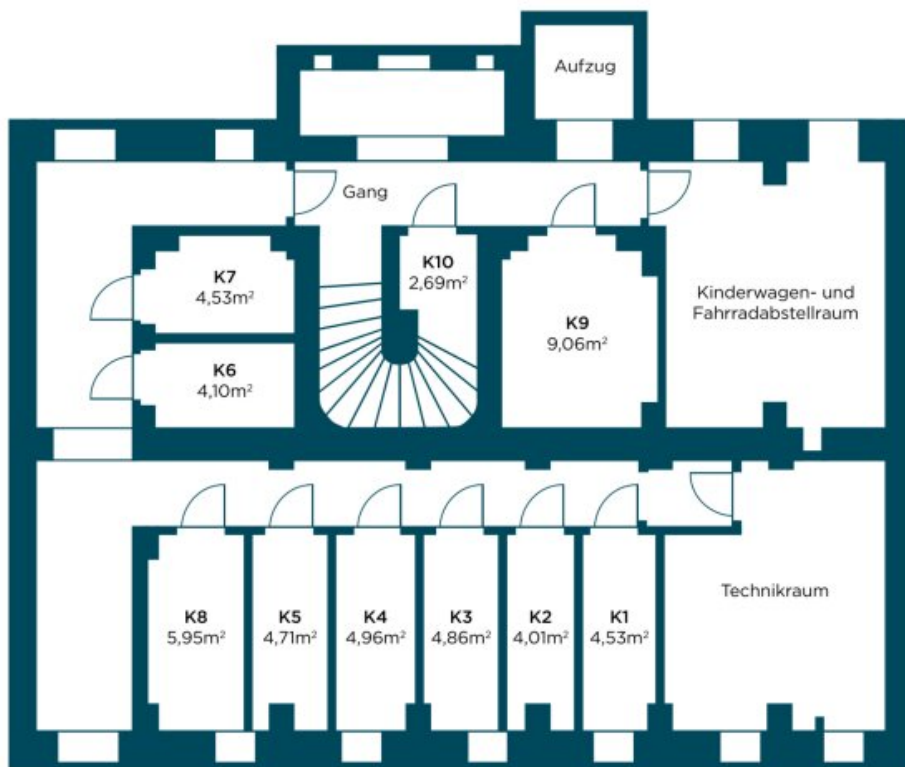 Aufzug
Gang
K7
4,53m²
K10
2,69m²
Kinderwagen- und
Fahrradabstellraum
K9
9,06m²
K6
4,10m²
Technikraum
K8
5,95m²
K5
4,71m²
K4
4,96m²
K3
4,86m²
K2
4,01m²
K1
4,53m²